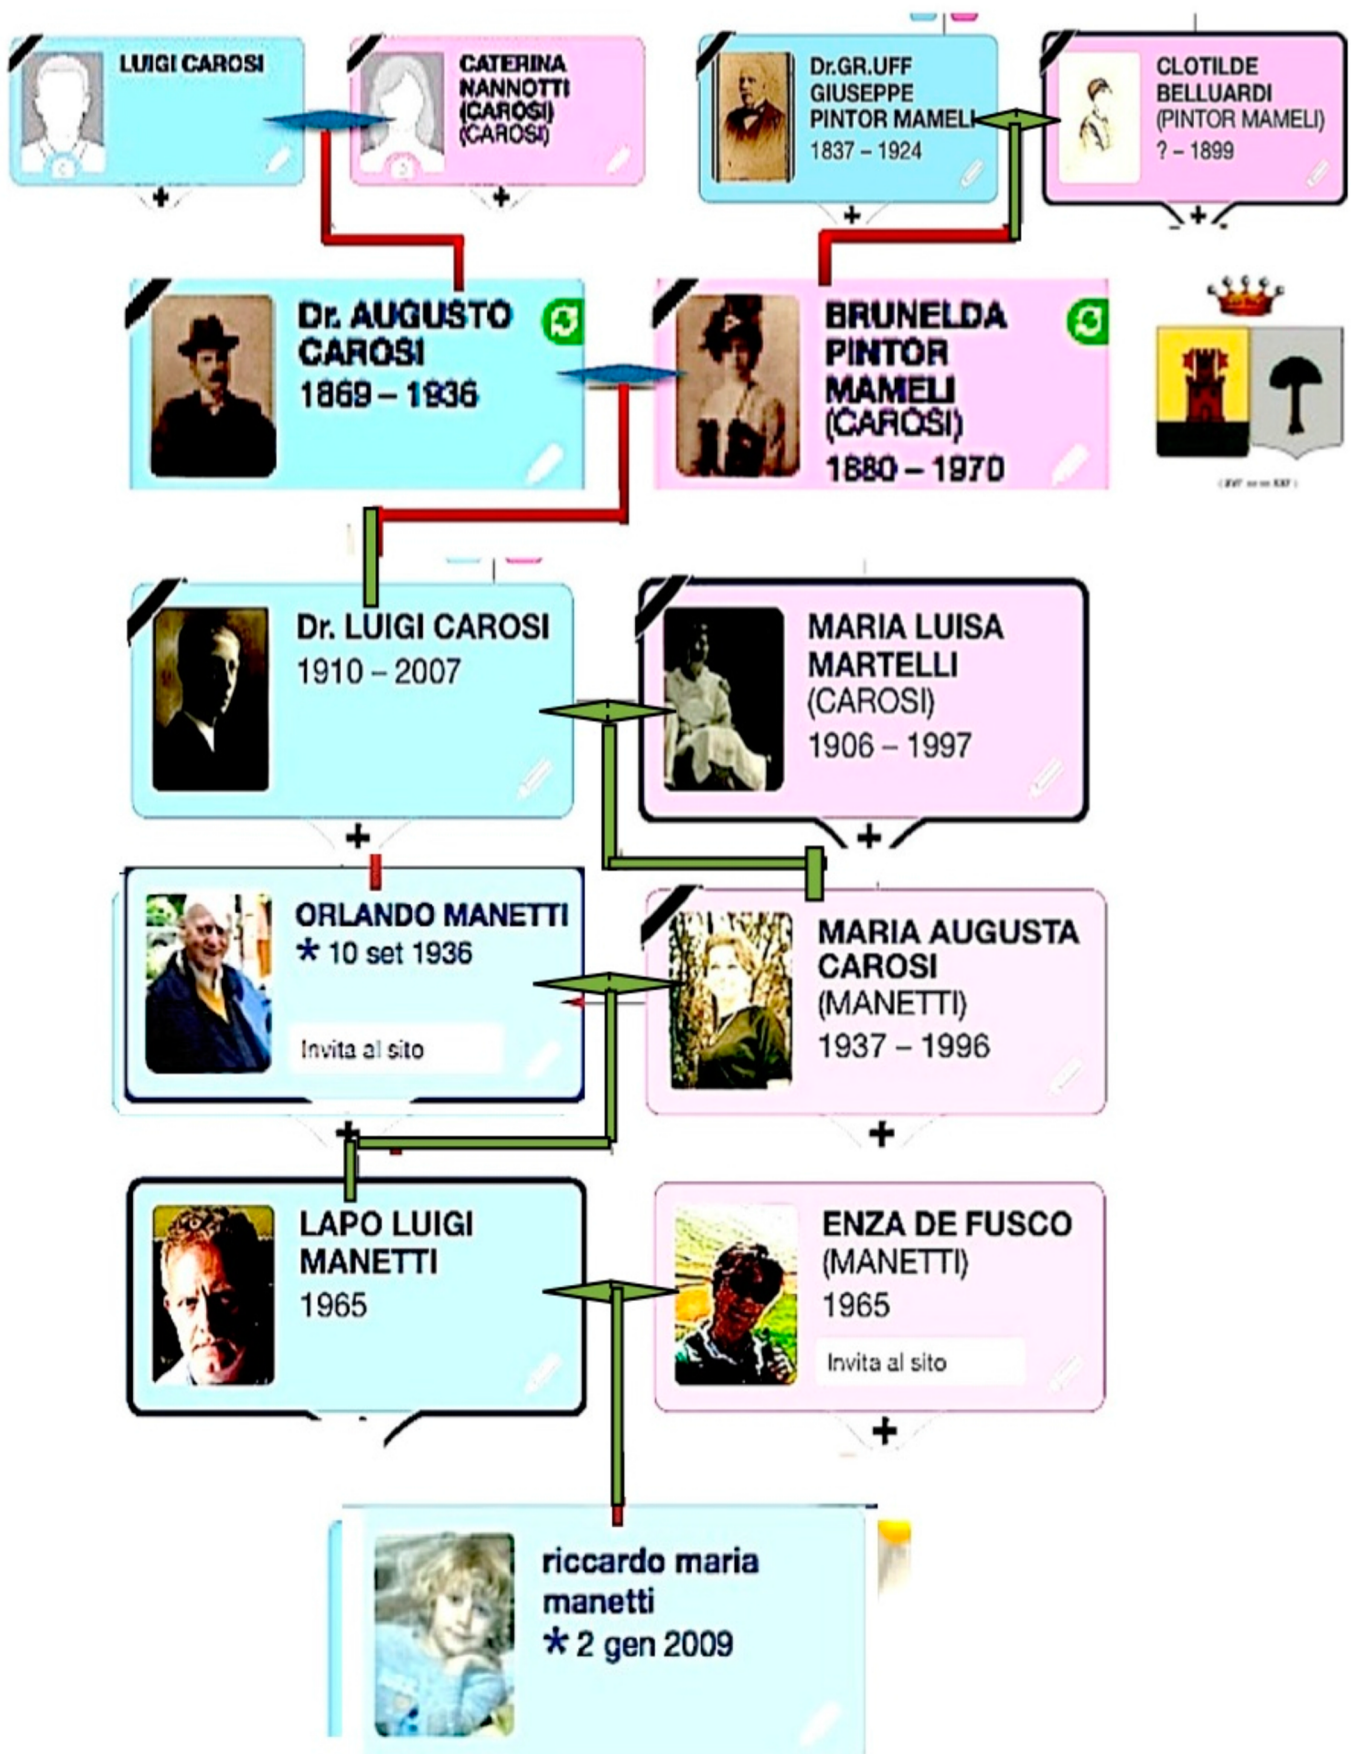 LUIGI CAROSI
CATERINA
NANNOTTI
(CAROSI)
(CAROSI)
Dr.GR.UFF
GIUSEPPE
PINTOR MAMELI
1837 – 1924
CLOTILDE
BELLUARDI
(PINTOR MAMELI)
? – 1899
Dr. AUGUSTO
CAROSI
1869 – 1936
BRUNELDA
PINTOR
MAMELI
(CAROSI)
1880 – 1970
Dr. LUIGI CAROSI
1910 – 2007
MARIA LUISA
MARTELLI
(CAROSI)
1906 – 1997
ORLANDO MANETTI
* 10 set 1936
Invita al sito
MARIA AUGUSTA
CAROSI
(MANETTI)
1937 – 1996
LAPO LUIGI
MANETTI
1965
ENZA DE FUSCO
(MANETTI)
1965
Invita al sito
riccardo maria
manetti
* 2 gen 2009